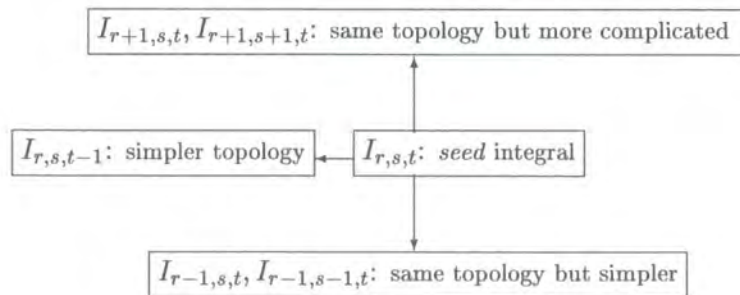 I_{r+1,s,t}, I_{r+1,s+1,t}: same topology but more complicated
I_{r,s,t-1}: simpler topology
I_{r,s,t}: seed integral
I_{r-1,s,t}, I_{r-1,s-1,t}: same topology but simpler